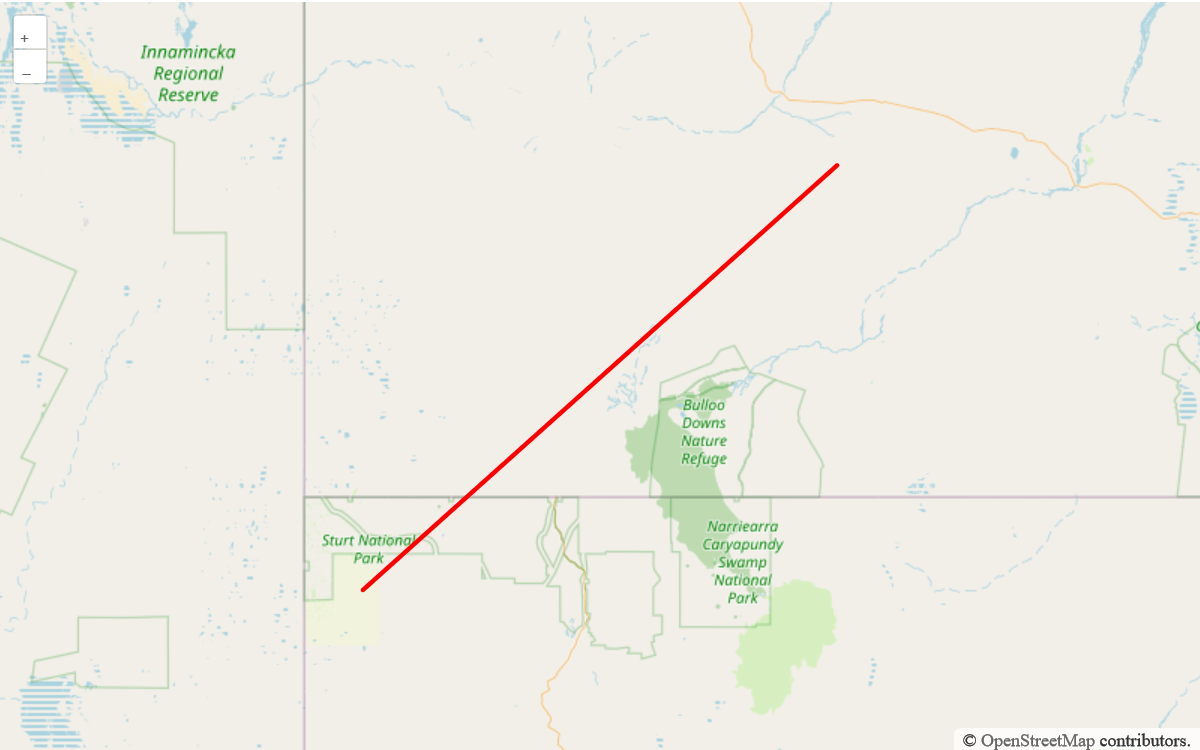 +
–
Innamincka
Regional
Reserve
Bulloo
Downs
Nature
Refuge
Sturt National
Park
Narriearra
Caryapundy
Swamp
National
Park
© OpenStreetMap contributors.